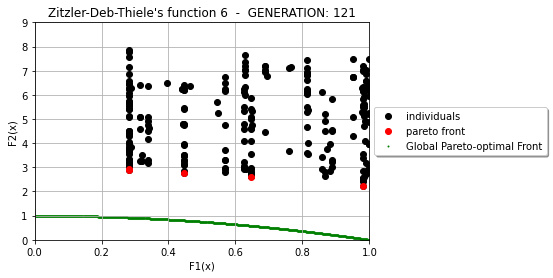 Zitzler-Deb-Thiele's function 6  -  GENERATION: 121
9
8
7
6
5
4
3
2
1
0
F2(x)
0.0 0.2 0.4 0.6 0.8 1.0
F1(x)
individuals
pareto front
Global Pareto-optimal Front